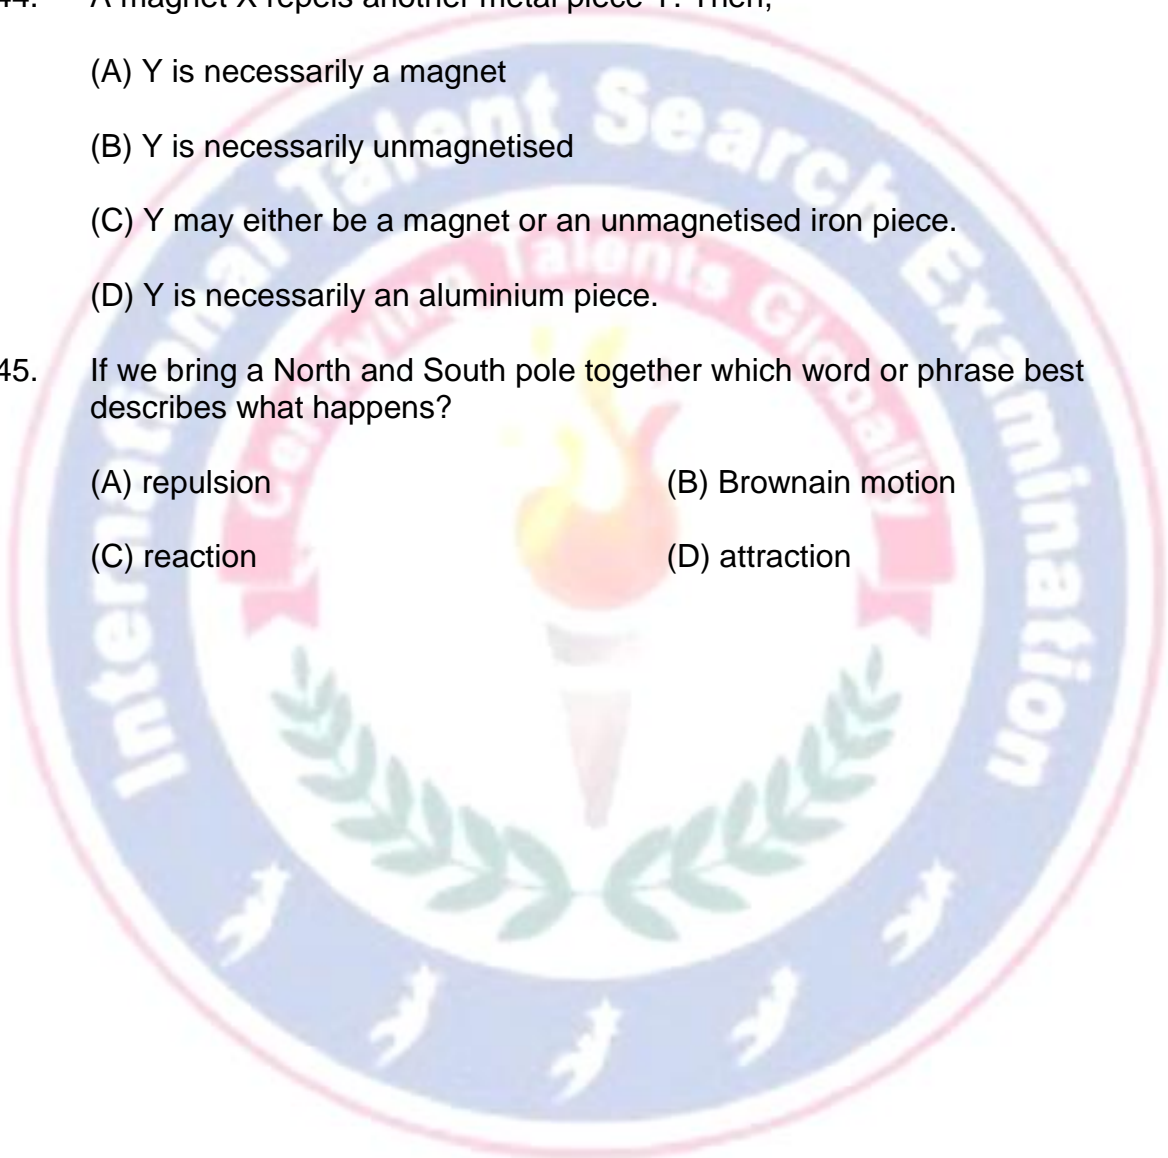 44. A magnet X repels another metal piece Y. Then,
(A) Y is necessarily a magnet
(B) Y is necessarily unmagnetised
(C) Y may either be a magnet or an unmagnetised iron piece.
(D) Y is necessarily an aluminium piece.
45. If we bring a North and South pole together which word or phrase best
describes what happens?
(A) repulsion (B) Brownain motion
(C) reaction (D) attraction
International Talent Search Examination
Certifying Talents Globally